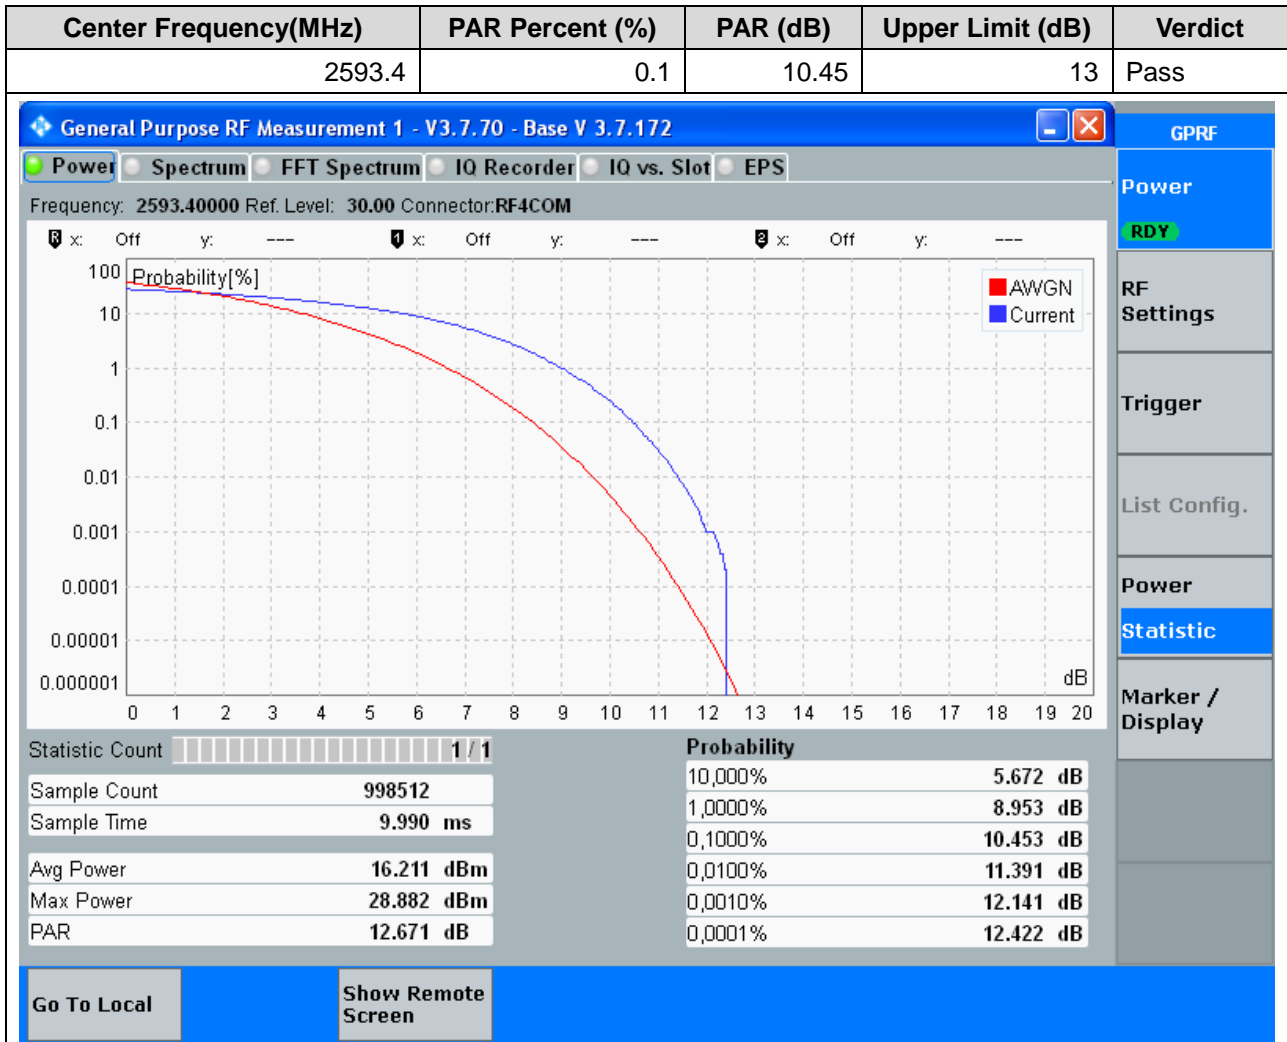 Center Frequency(MHz) PAR Percent (%) PAR (dB) Upper Limit (dB) Verdict
2593.4 0.1 10.45 13 Pass
General Purpose RF Measurement 1 - V3.7.70 - Base V 3.7.172
GPRF
Power Spectrum FFT Spectrum IQ Recorder IQ vs. Slot EPS
Power
RDY
Frequency: 2593.40000 Ref. Level: 30.00 Connector:RF4COM
R x: Off y: --- 1 x: Off y: --- 2 x: Off y: ---
Probability[%]
100
10
1
0.1
0.01
0.001
0.0001
0.00001
0.000001
AWGN
Current
dB
0 1 2 3 4 5 6 7 8 9 10 11 12 13 14 15 16 17 18 19 20
RF
Settings
Trigger
List Config.
Power
Statistic
Marker /
Display
Statistic Count 1 / 1
Sample Count 998512
Sample Time 9.990 ms
Avg Power 16.211 dBm
Max Power 28.882 dBm
PAR 12.671 dB
Probability
10,000% 5.672 dB
1,0000% 8.953 dB
0,1000% 10.453 dB
0,0100% 11.391 dB
0,0010% 12.141 dB
0,0001% 12.422 dB
Go To Local
Show Remote
Screen